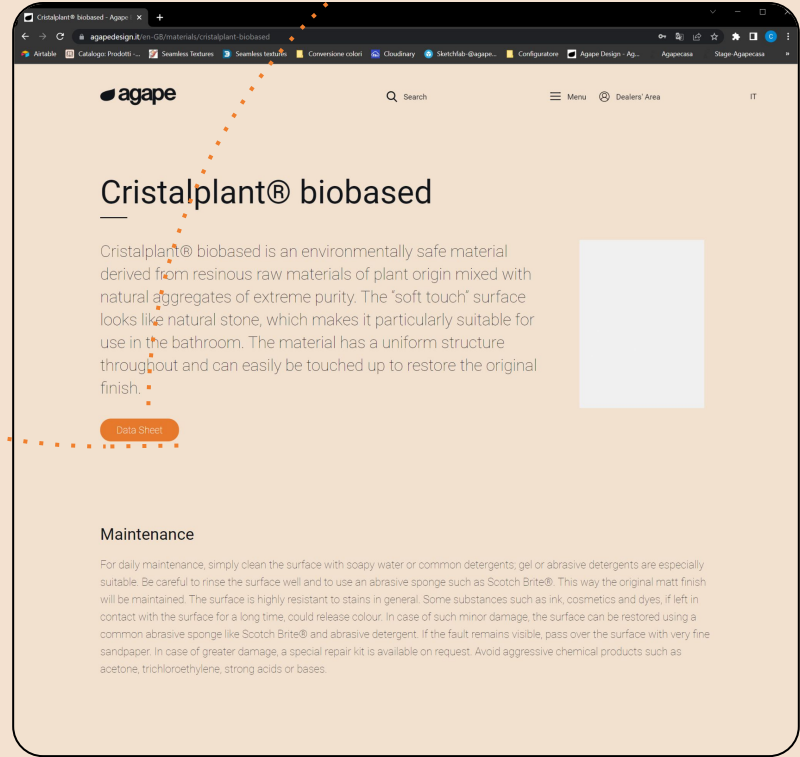 Cristalplant® biobased - Agape |
agapedesign.it/en-GB/materials/cristalplant-biobased
Airtable Catalogo: Prodotti -... Seamless Textures Seamless textures Conversione colori Cloudinary Sketchfab-@agape... Configuratore Agape Design - Ag... Agapecasa Stage-Agapecasa »
agape Search Menu Dealers' Area IT
Cristalplant® biobased
Cristalplant® biobased is an environmentally safe material
derived from resinous raw materials of plant origin mixed with
natural aggregates of extreme purity. The "soft touch" surface
looks like natural stone, which makes it particularly suitable for
use in the bathroom. The material has a uniform structure
throughout and can easily be touched up to restore the original
finish.
Data Sheet
Maintenance
For daily maintenance, simply clean the surface with soapy water or common detergents; gel or abrasive detergents are especially
suitable. Be careful to rinse the surface well and to use an abrasive sponge such as Scotch Brite®. This way the original matt finish
will be maintained. The surface is highly resistant to stains in general. Some substances such as ink, cosmetics and dyes, if left in
contact with the surface for a long time, could release colour. In case of such minor damage, the surface can be restored using a
common abrasive sponge like Scotch Brite® and abrasive detergent. If the fault remains visible, pass over the surface with very fine
sandpaper. In case of greater damage, a special repair kit is available on request. Avoid aggressive chemical products such as
acetone, trichloroethylene, strong acids or bases.